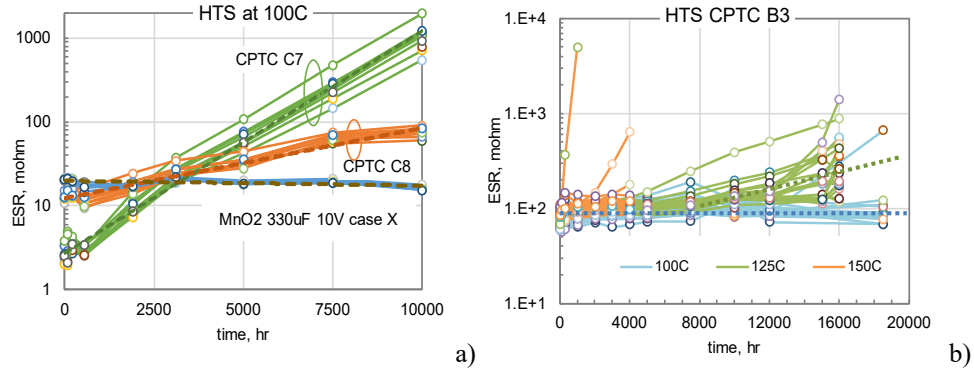 HTS at 100C
1000
100
10
1
ESR, mohm
CPTC C7
CPTC C8
MnO2 330uF 10V case X
0 2500 5000 7500 10000
time, hr
a)
HTS CPTC B3
1.E+4
1.E+3
1.E+2
1.E+1
ESR, mohm
100C 125C 150C
0 4000 8000 12000 16000 20000
time, hr
b)